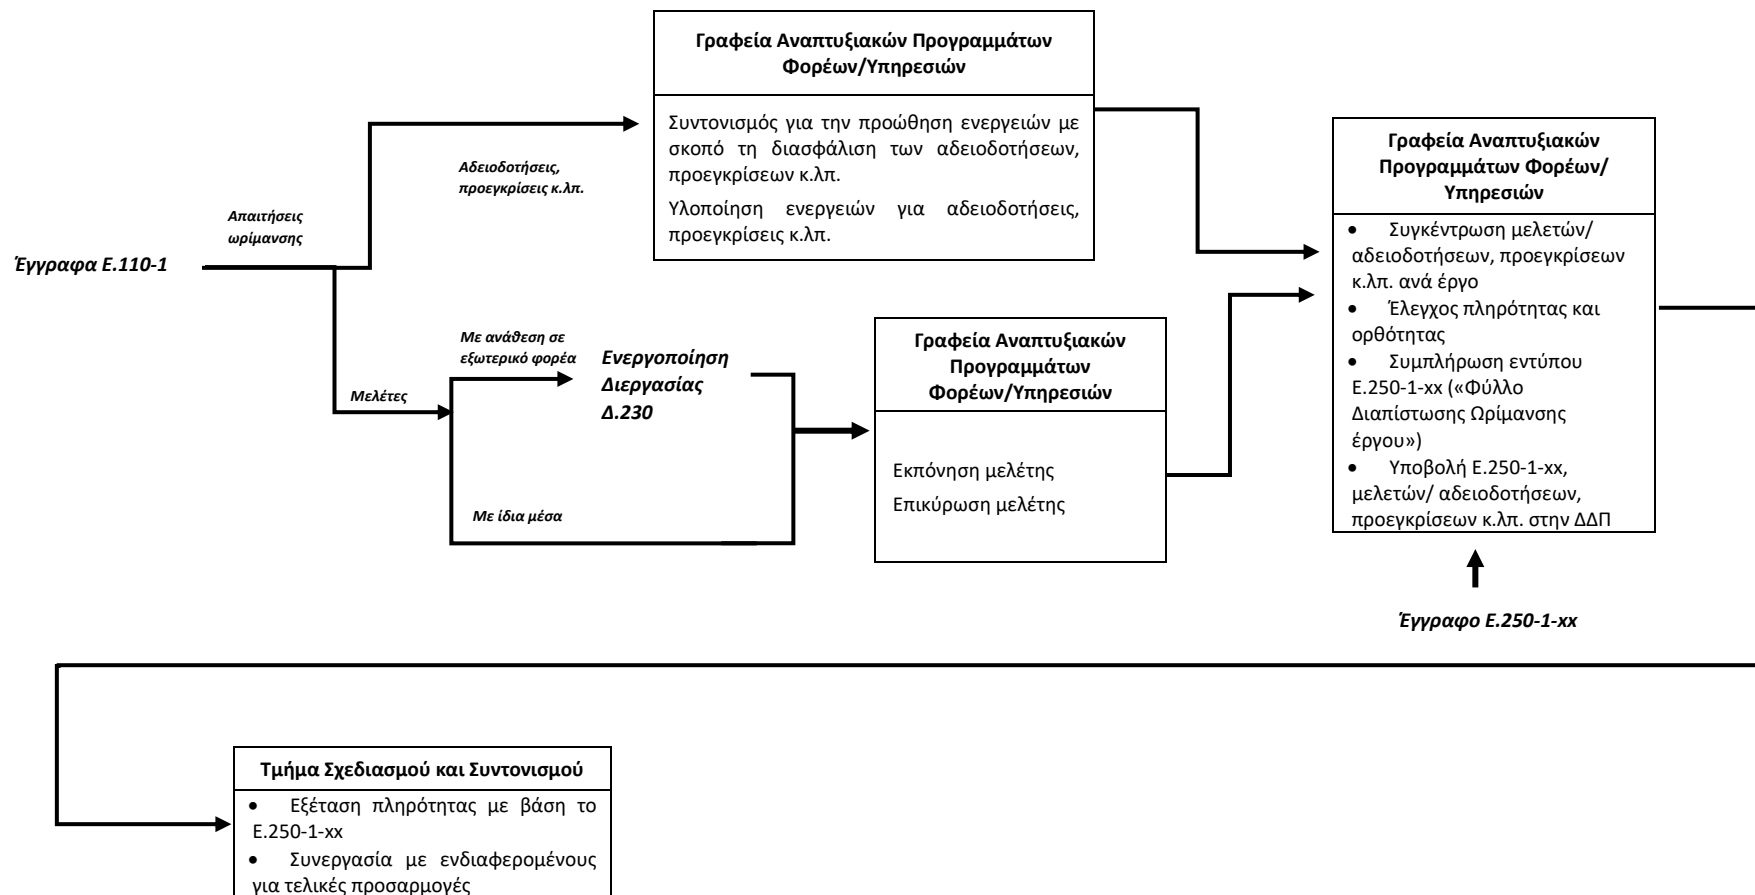 Γραφεία Αναπτυξιακών Προγραμμάτων
Φορέων/Υπηρεσιών
Συντονισμός για την προώθηση ενεργειών με
σκοπό τη διασφάλιση των αδειοδοτήσεων,
προεγκρίσεων κ.λπ.
Υλοποίηση ενεργειών για αδειοδοτήσεις,
προεγκρίσεις κ.λπ.
Αδειοδοτήσεις,
προεγκρίσεις κ.λπ.
Απαιτήσεις
ωρίμανσης
Έγγραφα Ε.110-1
Μελέτες
Με ανάθεση σε
εξωτερικό φορέα
Ενεργοποίηση
Διεργασίας
Δ.230
Με ίδια μέσα
Γραφεία Αναπτυξιακών
Προγραμμάτων
Φορέων/Υπηρεσιών
Εκπόνηση μελέτης
Επικύρωση μελέτης
Γραφεία Αναπτυξιακών
Προγραμμάτων Φορέων/
Υπηρεσιών
• Συγκέντρωση μελετών/
αδειοδοτήσεων, προεγκρίσεων
κ.λπ. ανά έργο
• Έλεγχος πληρότητας και
ορθότητας
• Συμπλήρωση εντύπου
Ε.250-1-xx («Φύλλο
Διαπίστωσης Ωρίμανσης
έργου»)
• Υποβολή Ε.250-1-xx,
μελετών/ αδειοδοτήσεων,
προεγκρίσεων κ.λπ. στην ΔΔΠ
Έγγραφο Ε.250-1-xx
Τμήμα Σχεδιασμού και Συντονισμού
• Εξέταση πληρότητας με βάση το
Ε.250-1-xx
• Συνεργασία με ενδιαφερομένους
για τελικές προσαρμογές